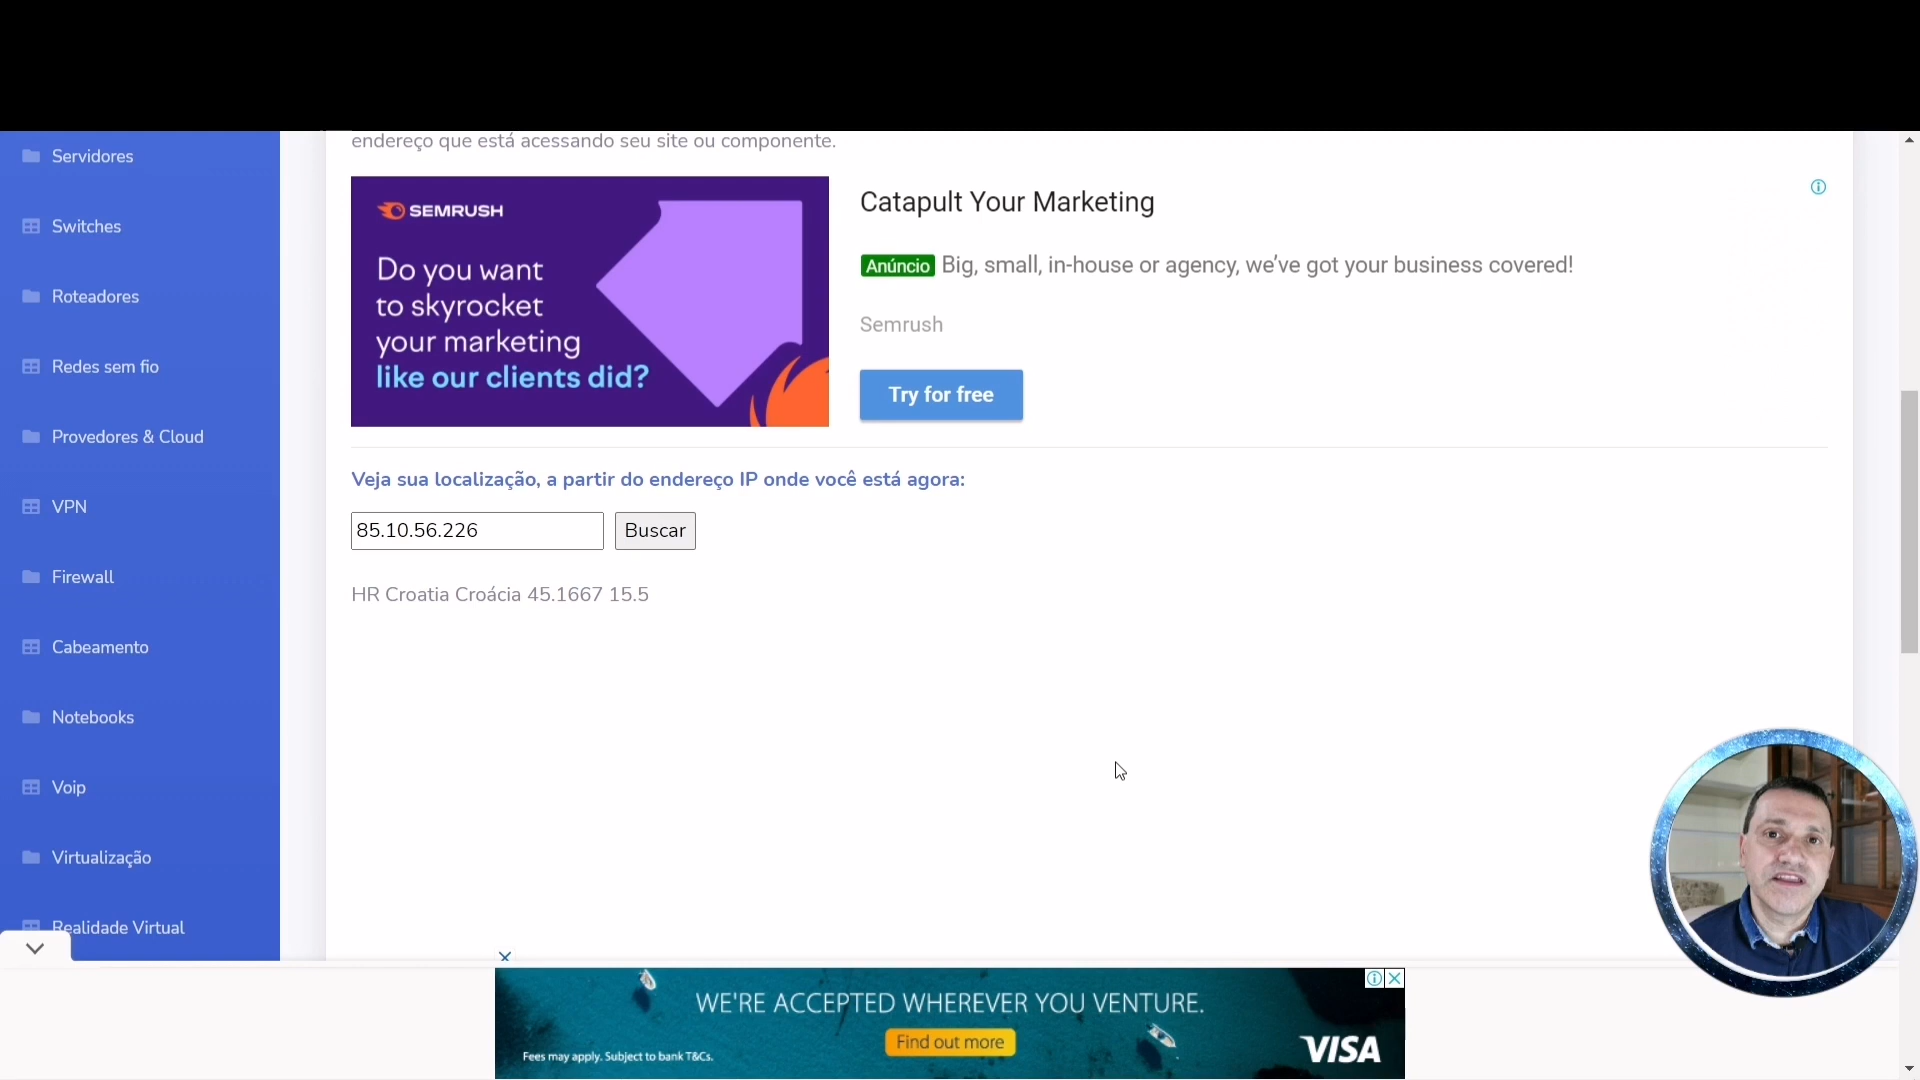 endereço que está acessando seu site ou componente.
Servidores
Switches
Roteadores
Redes sem fio
Provedores & Cloud
VPN
Firewall
Cabeamento
Notebooks
Voip
Virtualização
Realidade Virtual
SEMRUSH
Do you want
to skyrocket
your marketing
like our clients did?
Catapult Your Marketing
Anúncio Big, small, in-house or agency, we’ve got your business covered!
Semrush
Try for free
Veja sua localização, a partir do endereço IP onde você está agora:
85.10.56.226 Buscar
HR Croatia Croácia 45.1667 15.5
WE'RE ACCEPTED WHEREVER YOU VENTURE.
Find out more
Fees may apply. Subject to bank T&Cs.
VISA